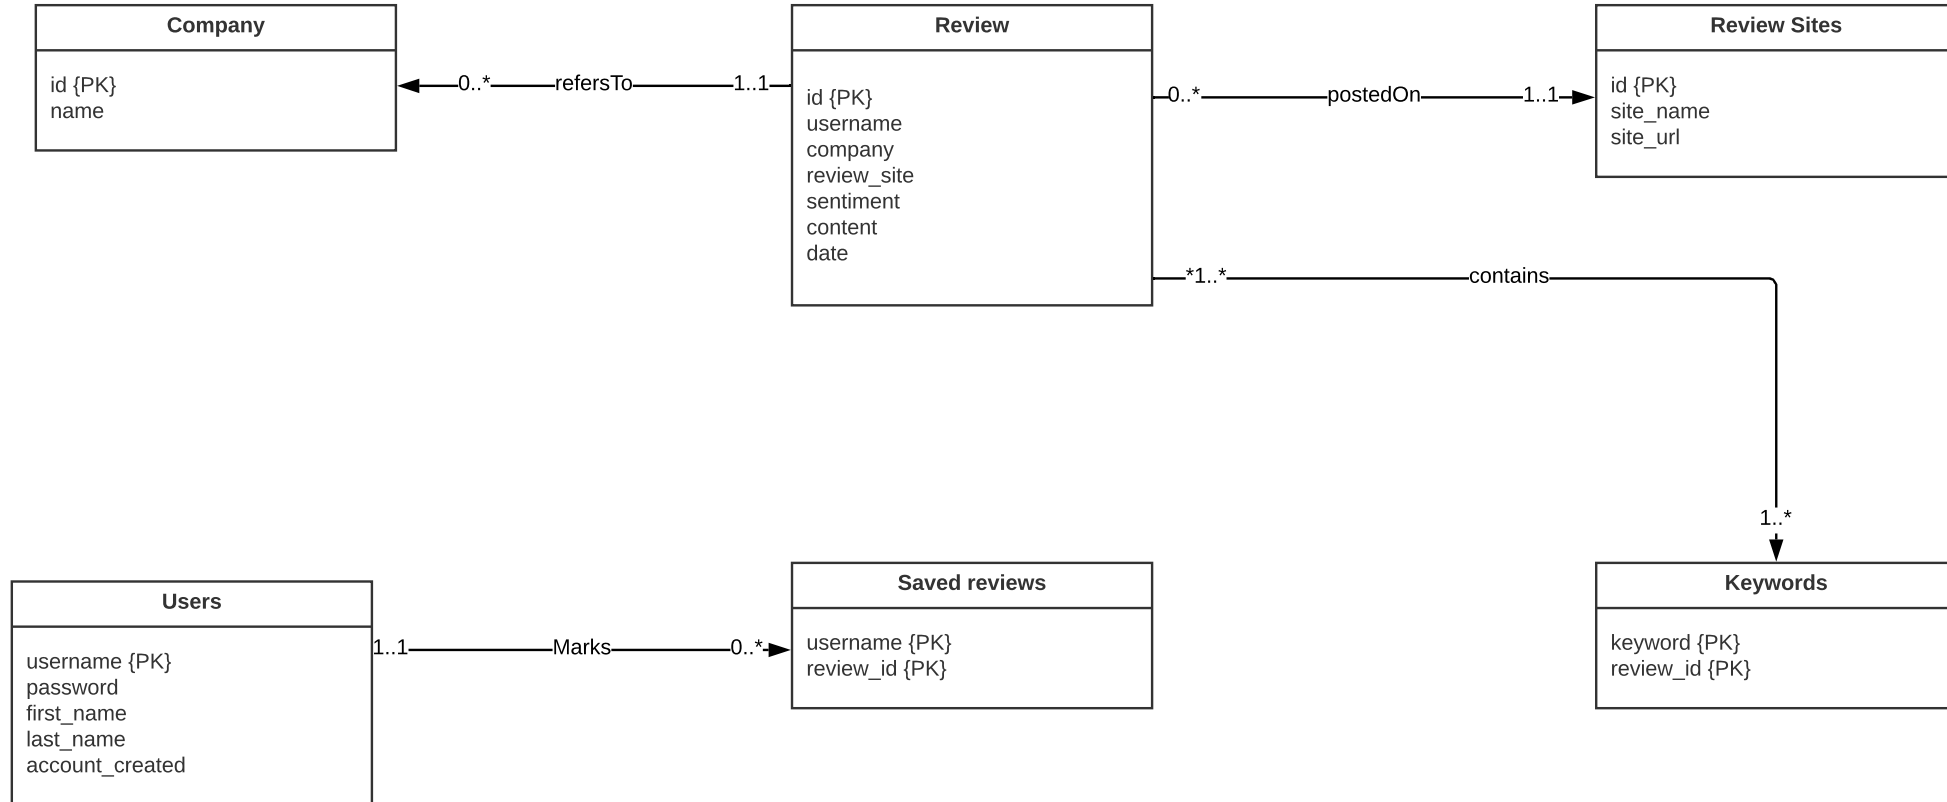 Company
id {PK}
name
0..*
refersTo
1..1
Review
id {PK}
username
company
review_site
sentiment
content
date
0..*
postedOn
1..1
Review Sites
id {PK}
site_name
site_url
*1..*
contains
1..*
Users
username {PK}
password
first_name
last_name
account_created
1..1
Marks
0..*
Saved reviews
username {PK}
review_id {PK}
Keywords
keyword {PK}
review_id {PK}